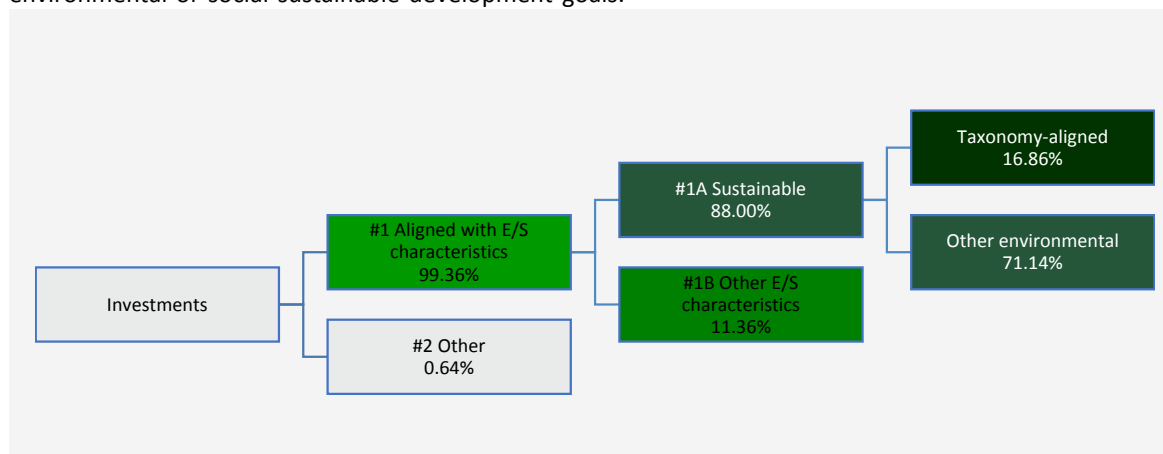 environmental or social sustainable development goals.
Taxonomy-aligned
16.86%
#1A Sustainable
88.00%
#1 Aligned with E/S
characteristics
99.36%
Other environmental
71.14%
Investments
#1B Other E/S
characteristics
11.36%
#2 Other
0.64%